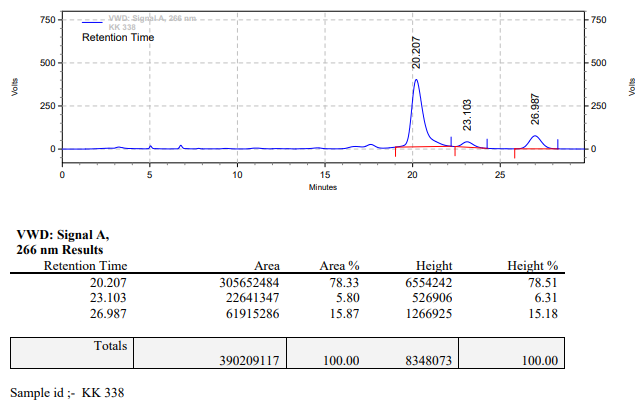 VWD: Signal A, 266 nm
KK 338
Retention Time
750
500
250
0
Volts
20.207
23.103
26.987
750
500
250
0
Volts
0
5
10
15
20
25
Minutes
VWD: Signal A,
266 nm Results
Retention Time Area Area % Height Height %
20.207 305652484 78.33 6554242 78.51
23.103 22641347 5.80 526906 6.31
26.987 61915286 15.87 1266925 15.18
Totals
390209117 100.00 8348073 100.00
Sample id ;- KK 338